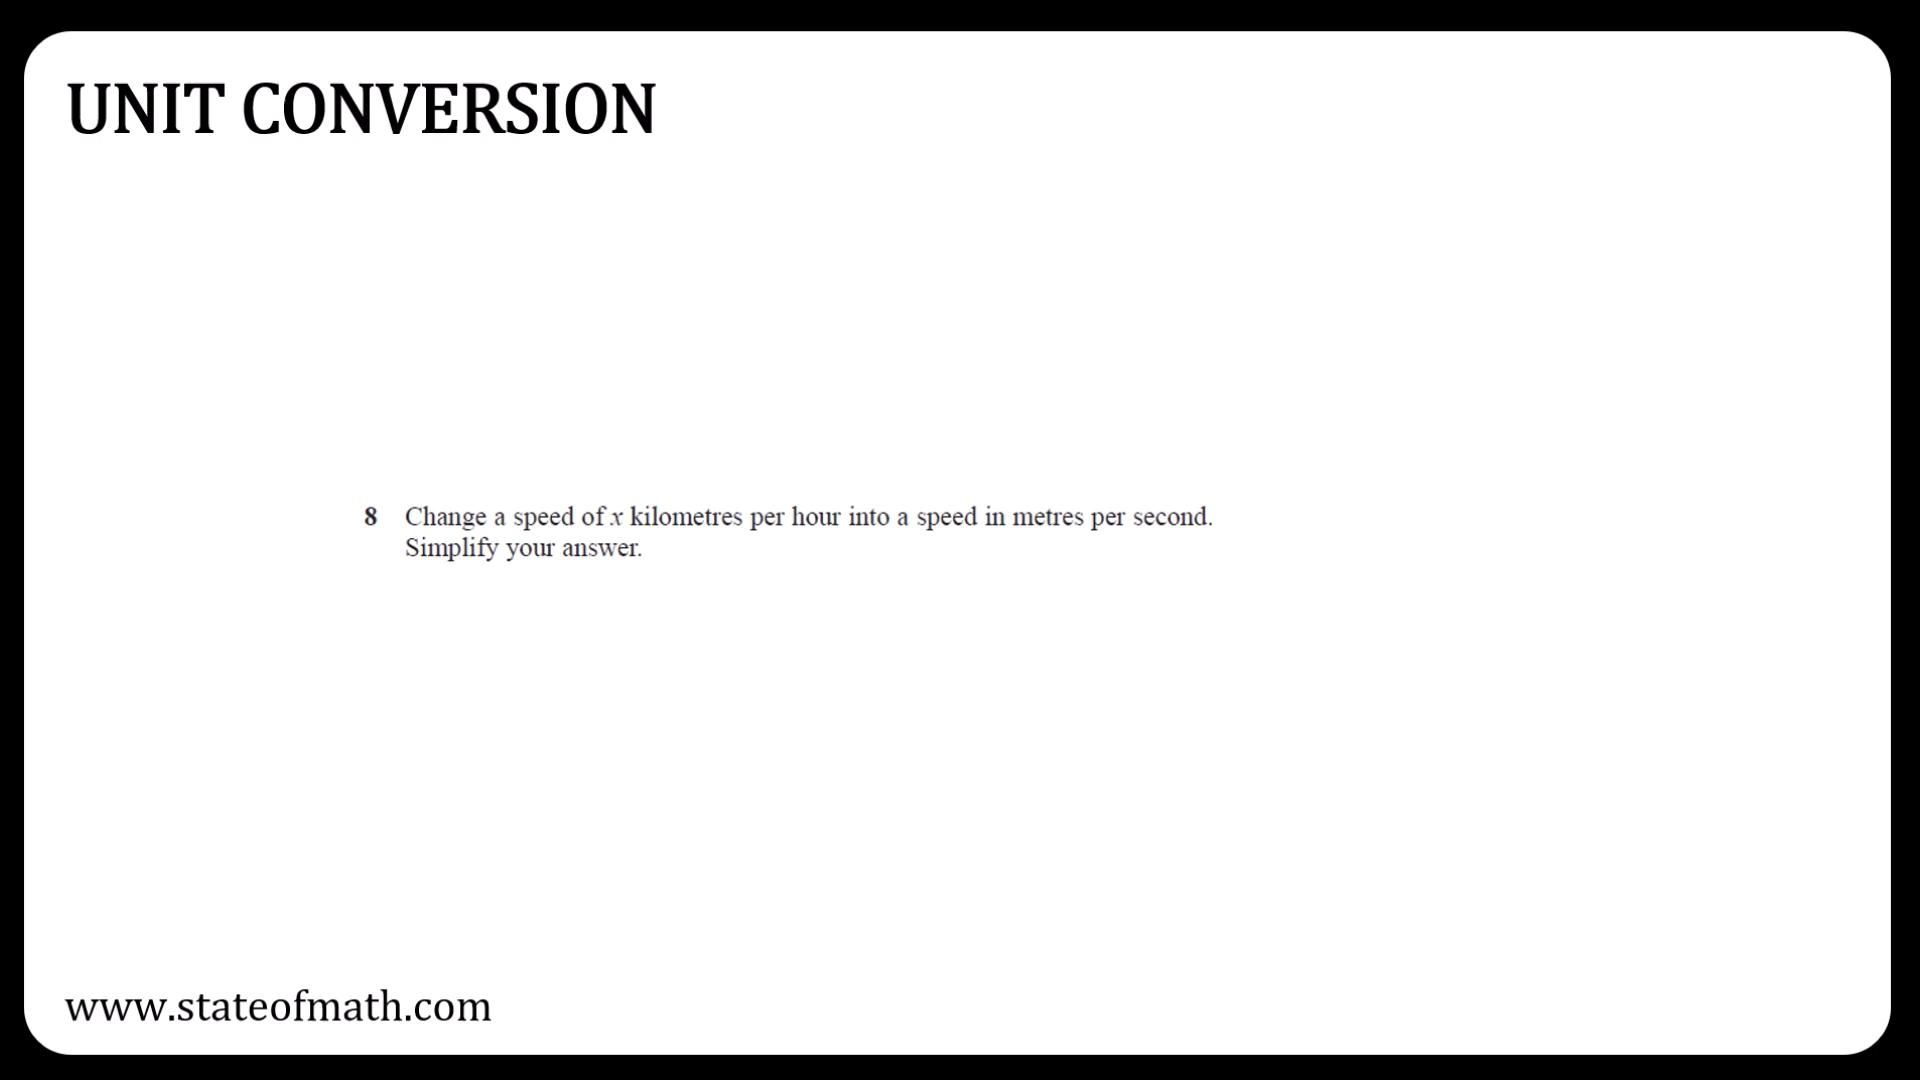 UNIT CONVERSION
8 Change a speed of x kilometres per hour into a speed in metres per second.
Simplify your answer.
www.stateofmath.com